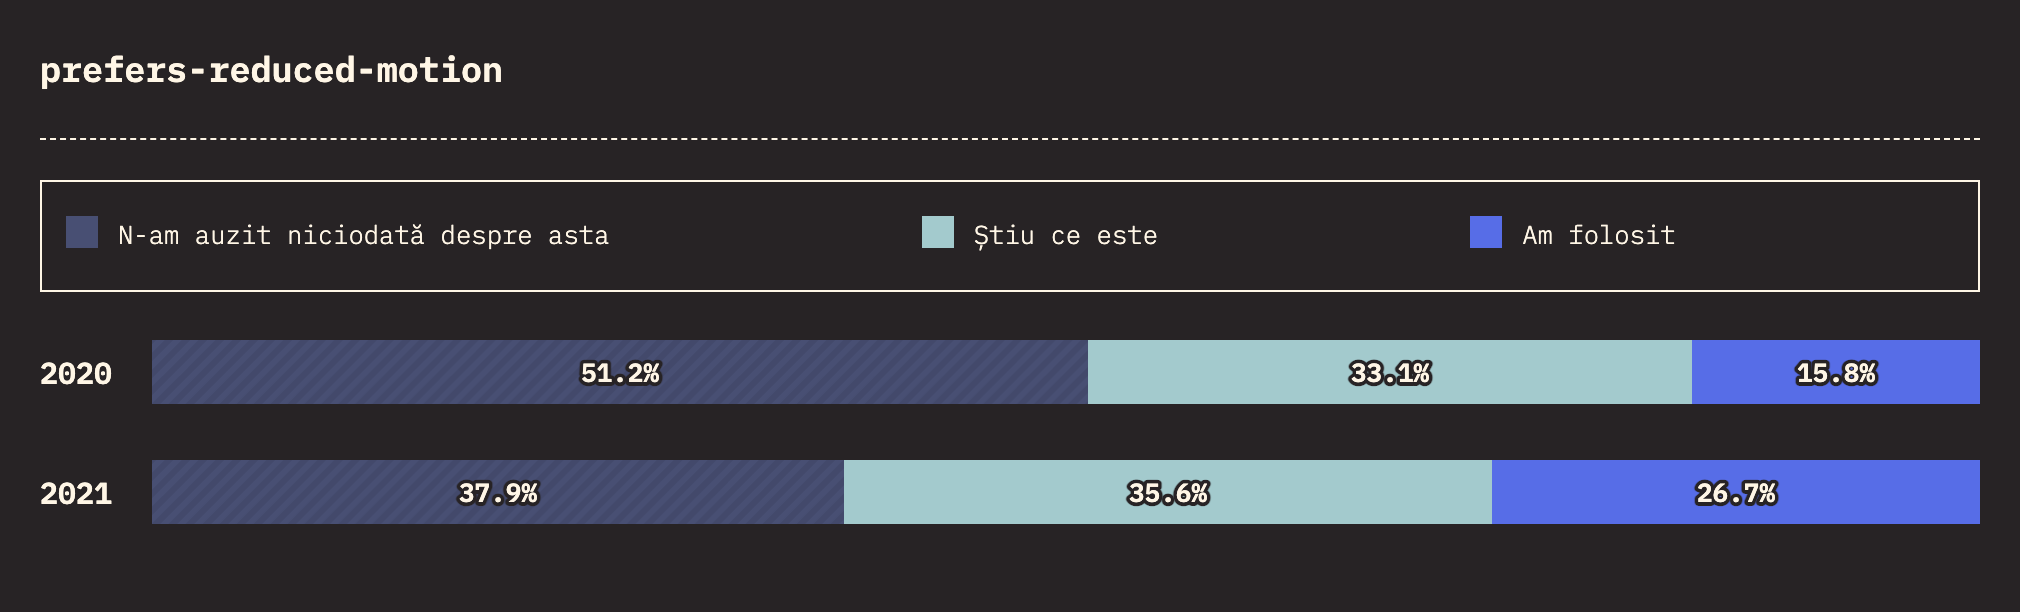 prefers-reduced-motion
N-am auzit niciodată despre asta Știu ce este Am folosit
2020 51.2% 33.1% 15.8%
2021 37.9% 35.6% 26.7%